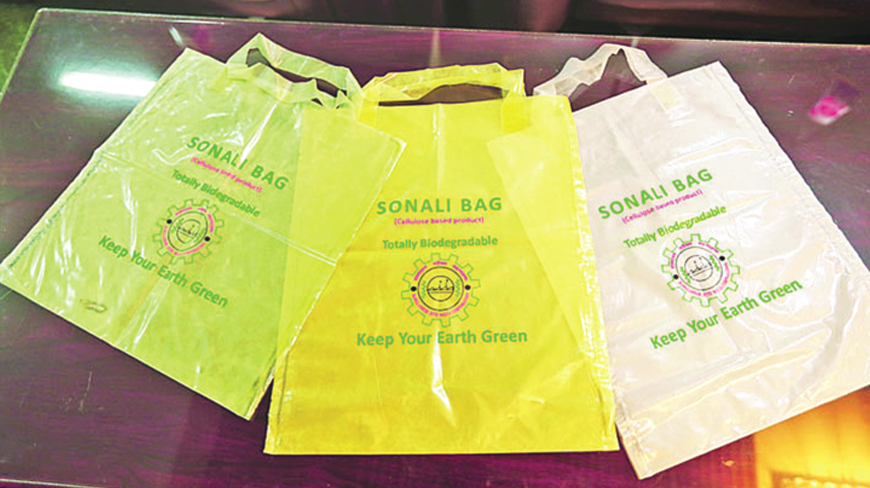 SONALI BAG
(Cellulose based product)
Totally Biodegradable
Keep Your Earth Green
SONALI BAG
(Cellulose based product)
Totally Biodegradable
Keep Your Earth Green
SONALI BAG
(Cellulose based product)
Totally Biodegradable
Keep Your Earth Green